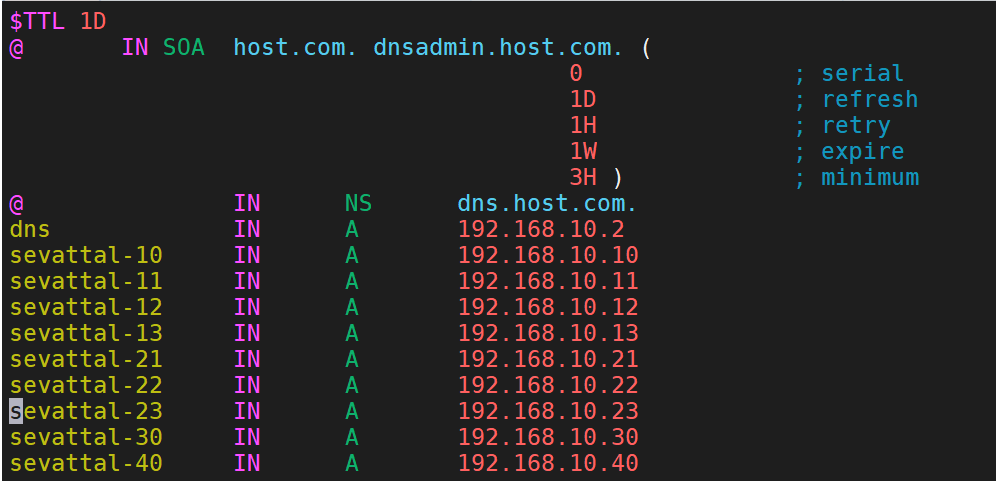 $TTL 1D
@ IN SOA host.com. dnsadmin.host.com. (
0 ; serial
1D ; refresh
1H ; retry
1W ; expire
3H ) ; minimum
@ IN NS dns.host.com.
dns IN A 192.168.10.2
sevattal-10 IN A 192.168.10.10
sevattal-11 IN A 192.168.10.11
sevattal-12 IN A 192.168.10.12
sevattal-13 IN A 192.168.10.13
sevattal-21 IN A 192.168.10.21
sevattal-22 IN A 192.168.10.22
sevattal-23 IN A 192.168.10.23
sevattal-30 IN A 192.168.10.30
sevattal-40 IN A 192.168.10.40